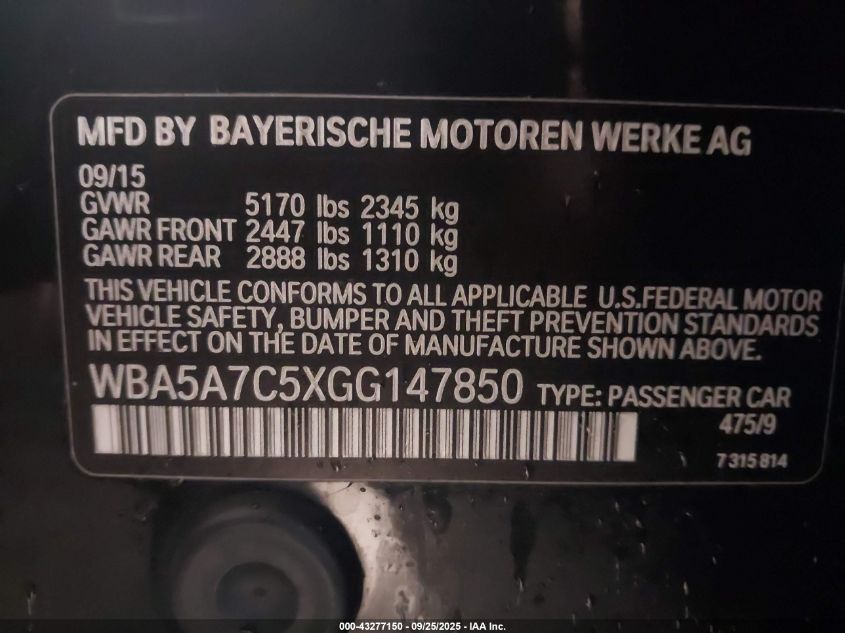 MFD BY BAYERISCHE MOTOREN WERKE AG
09/15
GVWR 5170 lbs 2345 kg
GAWR FRONT 2447 lbs 1110 kg
GAWR REAR 2888 lbs 1310 kg
THIS VEHICLE CONFORMS TO ALL APPLICABLE U.S.FEDERAL MOTOR
VEHICLE SAFETY, BUMPER AND THEFT PREVENTION STANDARDS
IN EFFECT ON THE DATE OF MANUFACTURE SHOWN ABOVE.
WBA5A7C5XGG147850 TYPE: PASSENGER CAR
475/9
7315814
000-43277150 - 09/25/2025 - IAA Inc.